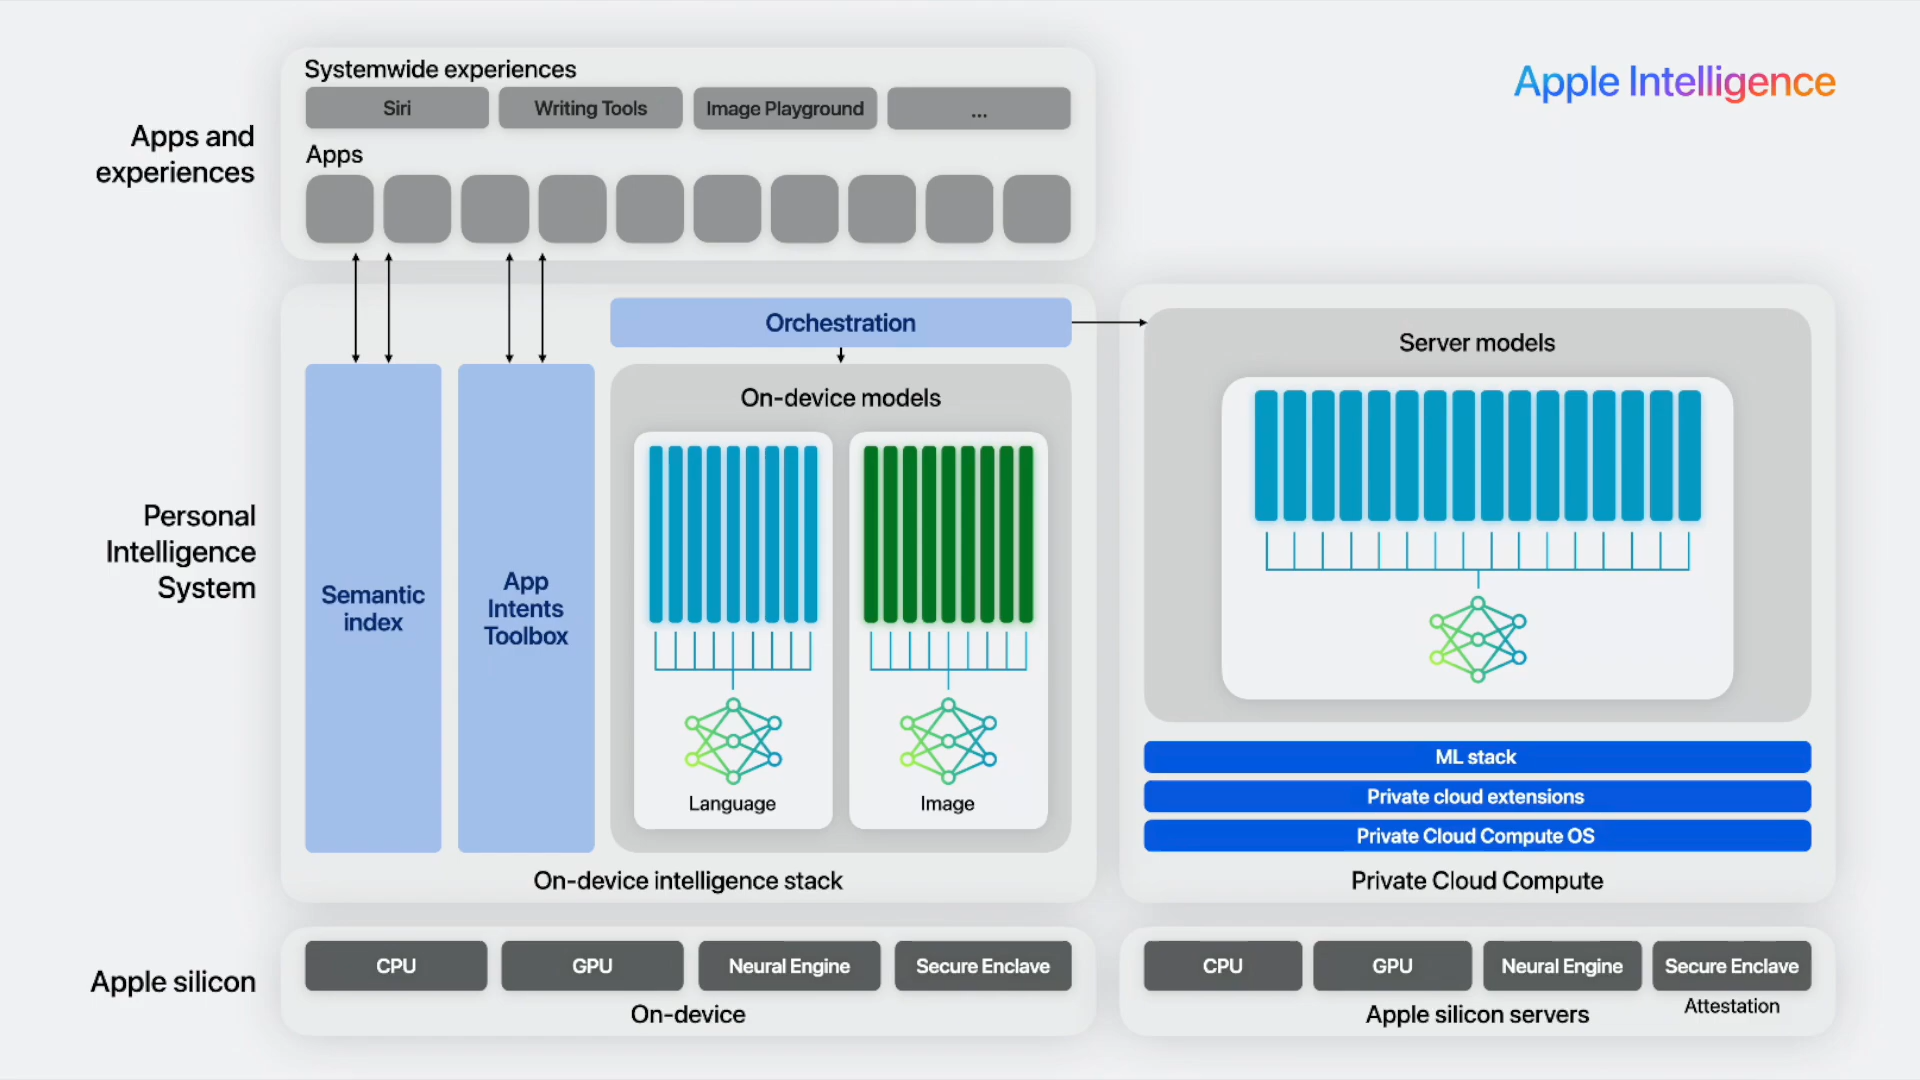 Apple Intelligence
Apps and
experiences
Systemwide experiences
Siri
Writing Tools
Image Playground
...
Apps
Personal
Intelligence
System
Orchestration
Semantic
index
App
Intents
Toolbox
On-device models
Language
Image
On-device intelligence stack
Server models
ML stack
Private cloud extensions
Private Cloud Compute OS
Private Cloud Compute
Apple silicon
CPU
GPU
Neural Engine
Secure Enclave
On-device
CPU
GPU
Neural Engine
Secure Enclave
Attestation
Apple silicon servers